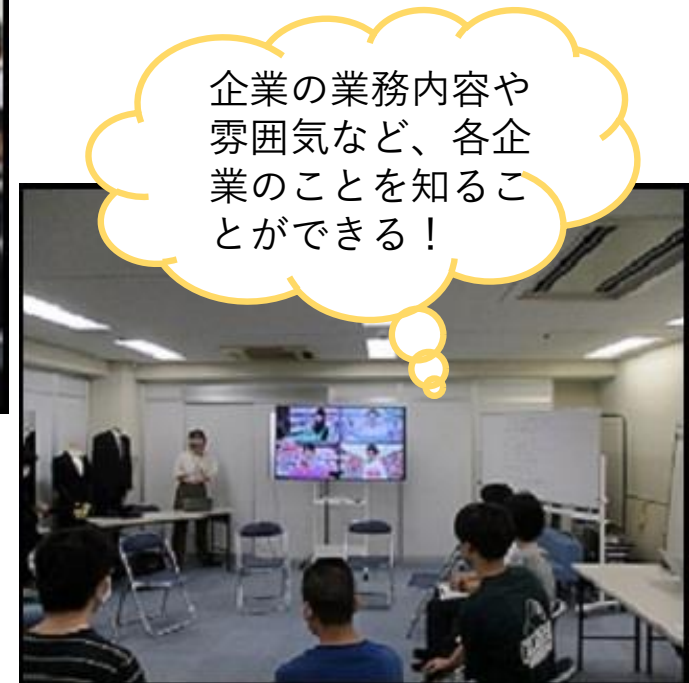 企業の業務内容や
雰囲気など、各企
業のことを知るこ
とができる！